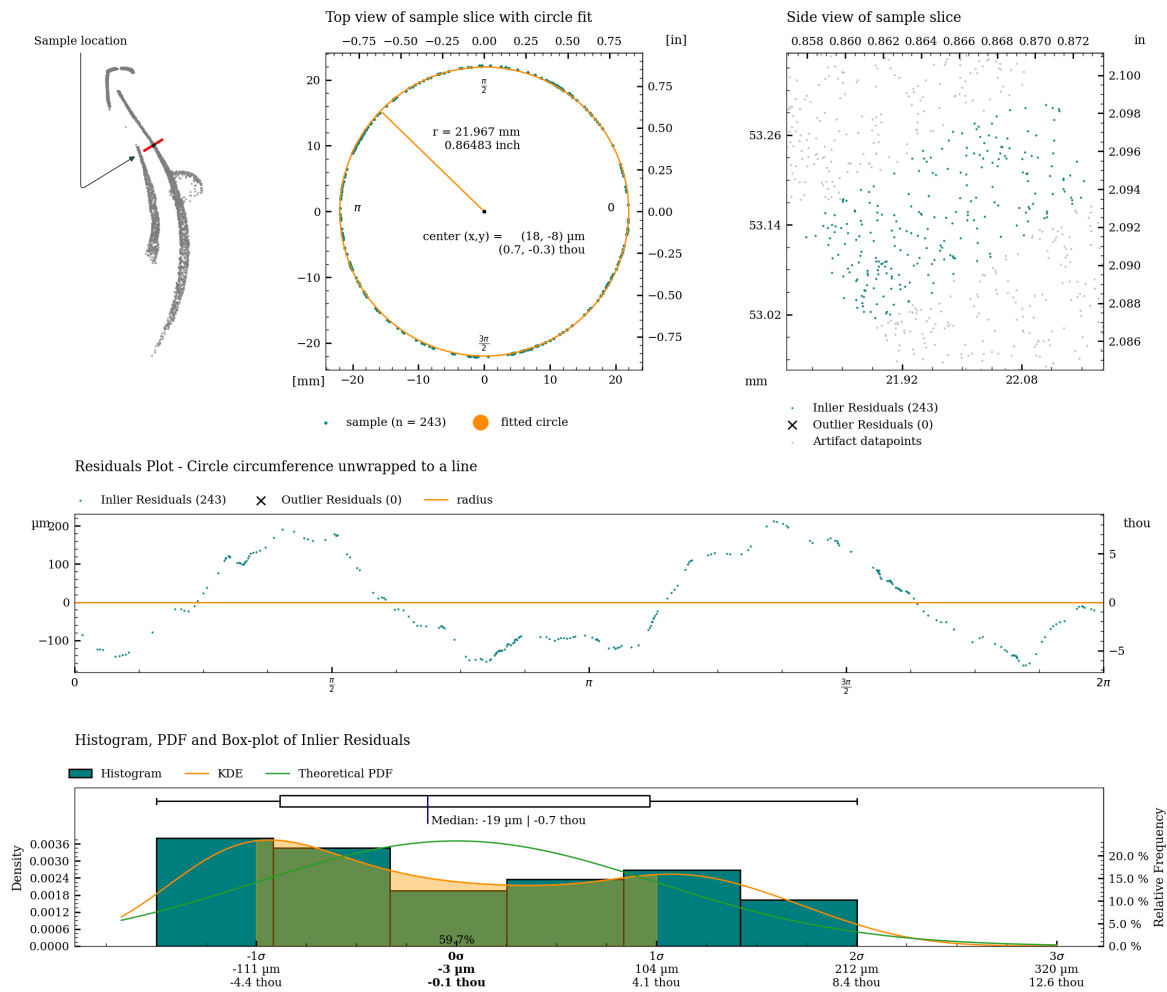 Top view of sample slice with circle fit
Side view of sample slice
Sample location
−0.75 −0.50 −0.25 0.00 0.25 0.50 0.75 [in]
0.858 0.860 0.862 0.864 0.866 0.868 0.870 0.872 in
20
10
0
−10
−20
0.75
0.50
0.25
0.00
−0.25
−0.50
−0.75
π/2
r = 21.967 mm
0.86483 inch
π
0
center (x,y) = (18, -8) µm
(0.7, -0.3) thou
3π/2
[mm] −20 −10 0 10 20
53.26
53.14
53.02
2.100
2.098
2.096
2.094
2.092
2.090
2.088
2.086
mm 21.92 22.08
sample (n = 243) fitted circle
Inlier Residuals (243)
Outlier Residuals (0)
Artifact datapoints
Residuals Plot - Circle circumference unwrapped to a line
Inlier Residuals (243) Outlier Residuals (0) radius
µm thou
200
100
0
−100
5
0
−5
0 π/2 π 3π/2 2π
Histogram, PDF and Box-plot of Inlier Residuals
Histogram KDE Theoretical PDF
Median: -19 µm | -0.7 thou
Density
0.0036
0.0030
0.0024
0.0018
0.0012
0.0006
0.0000
Relative Frequency
20.0 %
15.0 %
10.0 %
5.0 %
0.0 %
59.7%
-1σ 0σ 1σ 2σ 3σ
-111 µm -3 µm 104 µm 212 µm 320 µm
-4.4 thou -0.1 thou 4.1 thou 8.4 thou 12.6 thou